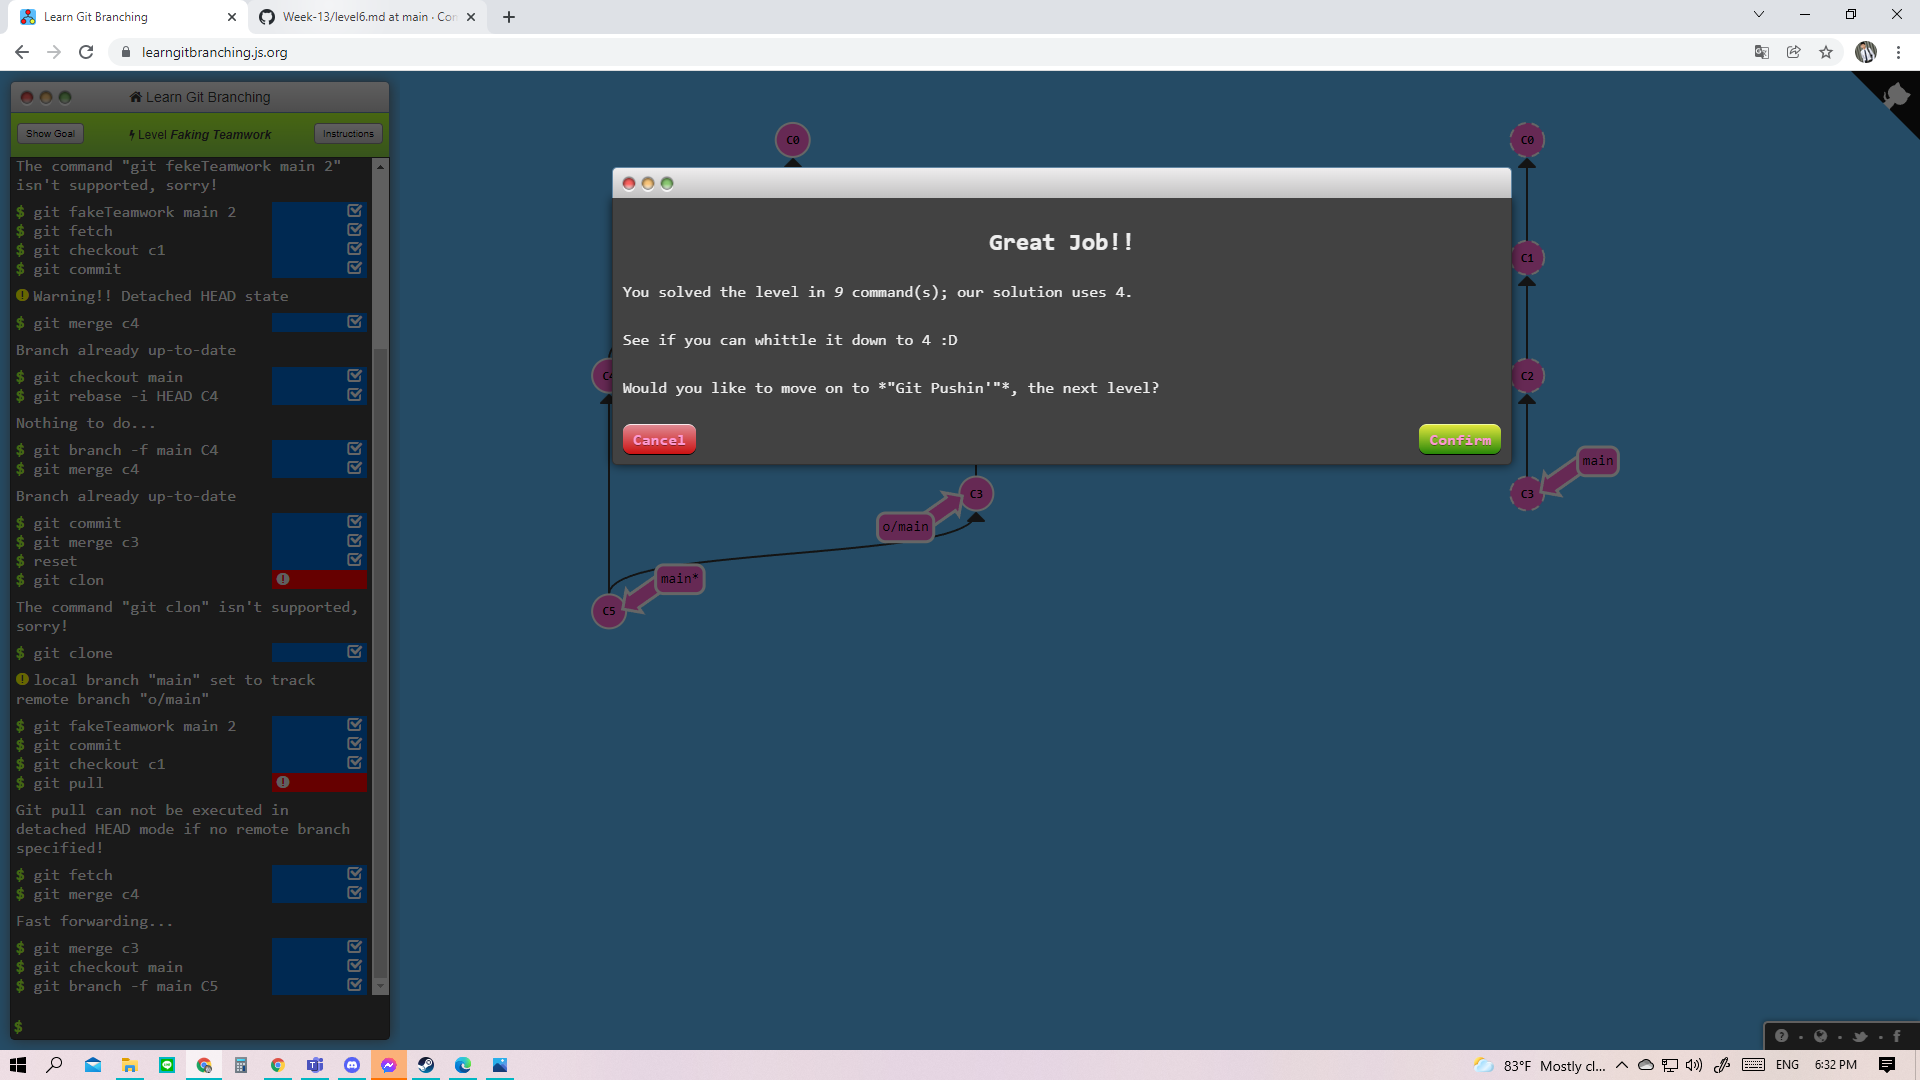 Learn Git Branching
Week-13/level6.md at main · Con
learngitbranching.js.org
Learn Git Branching
Show Goal
Level Faking Teamwork
Instructions
The command "git fekeTeamwork main 2"
isn't supported, sorry!
$ git fakeTeamwork main 2
$ git fetch
$ git checkout c1
$ git commit
Warning!! Detached HEAD state
$ git merge c4
Branch already up-to-date
$ git checkout main
$ git rebase -i HEAD C4
Nothing to do...
$ git branch -f main C4
$ git merge c4
Branch already up-to-date
$ git commit
$ git merge c3
$ reset
$ git clon
The command "git clon" isn't supported,
sorry!
$ git clone
local branch "main" set to track
remote branch "o/main"
$ git fakeTeamwork main 2
$ git commit
$ git checkout c1
$ git pull
Git pull can not be executed in
detached HEAD mode if no remote branch
specified!
$ git fetch
$ git merge c4
Fast forwarding...
$ git merge c3
$ git checkout main
$ git branch -f main C5
$
C0
Great Job!!
You solved the level in 9 command(s); our solution uses 4.
See if you can whittle it down to 4 :D
Would you like to move on to *"Git Pushin'"*, the next level?
Cancel
Confirm
C3
o/main
main*
C5
C0
C1
C2
main
C3
83°F Mostly cl...
ENG
6:32 PM